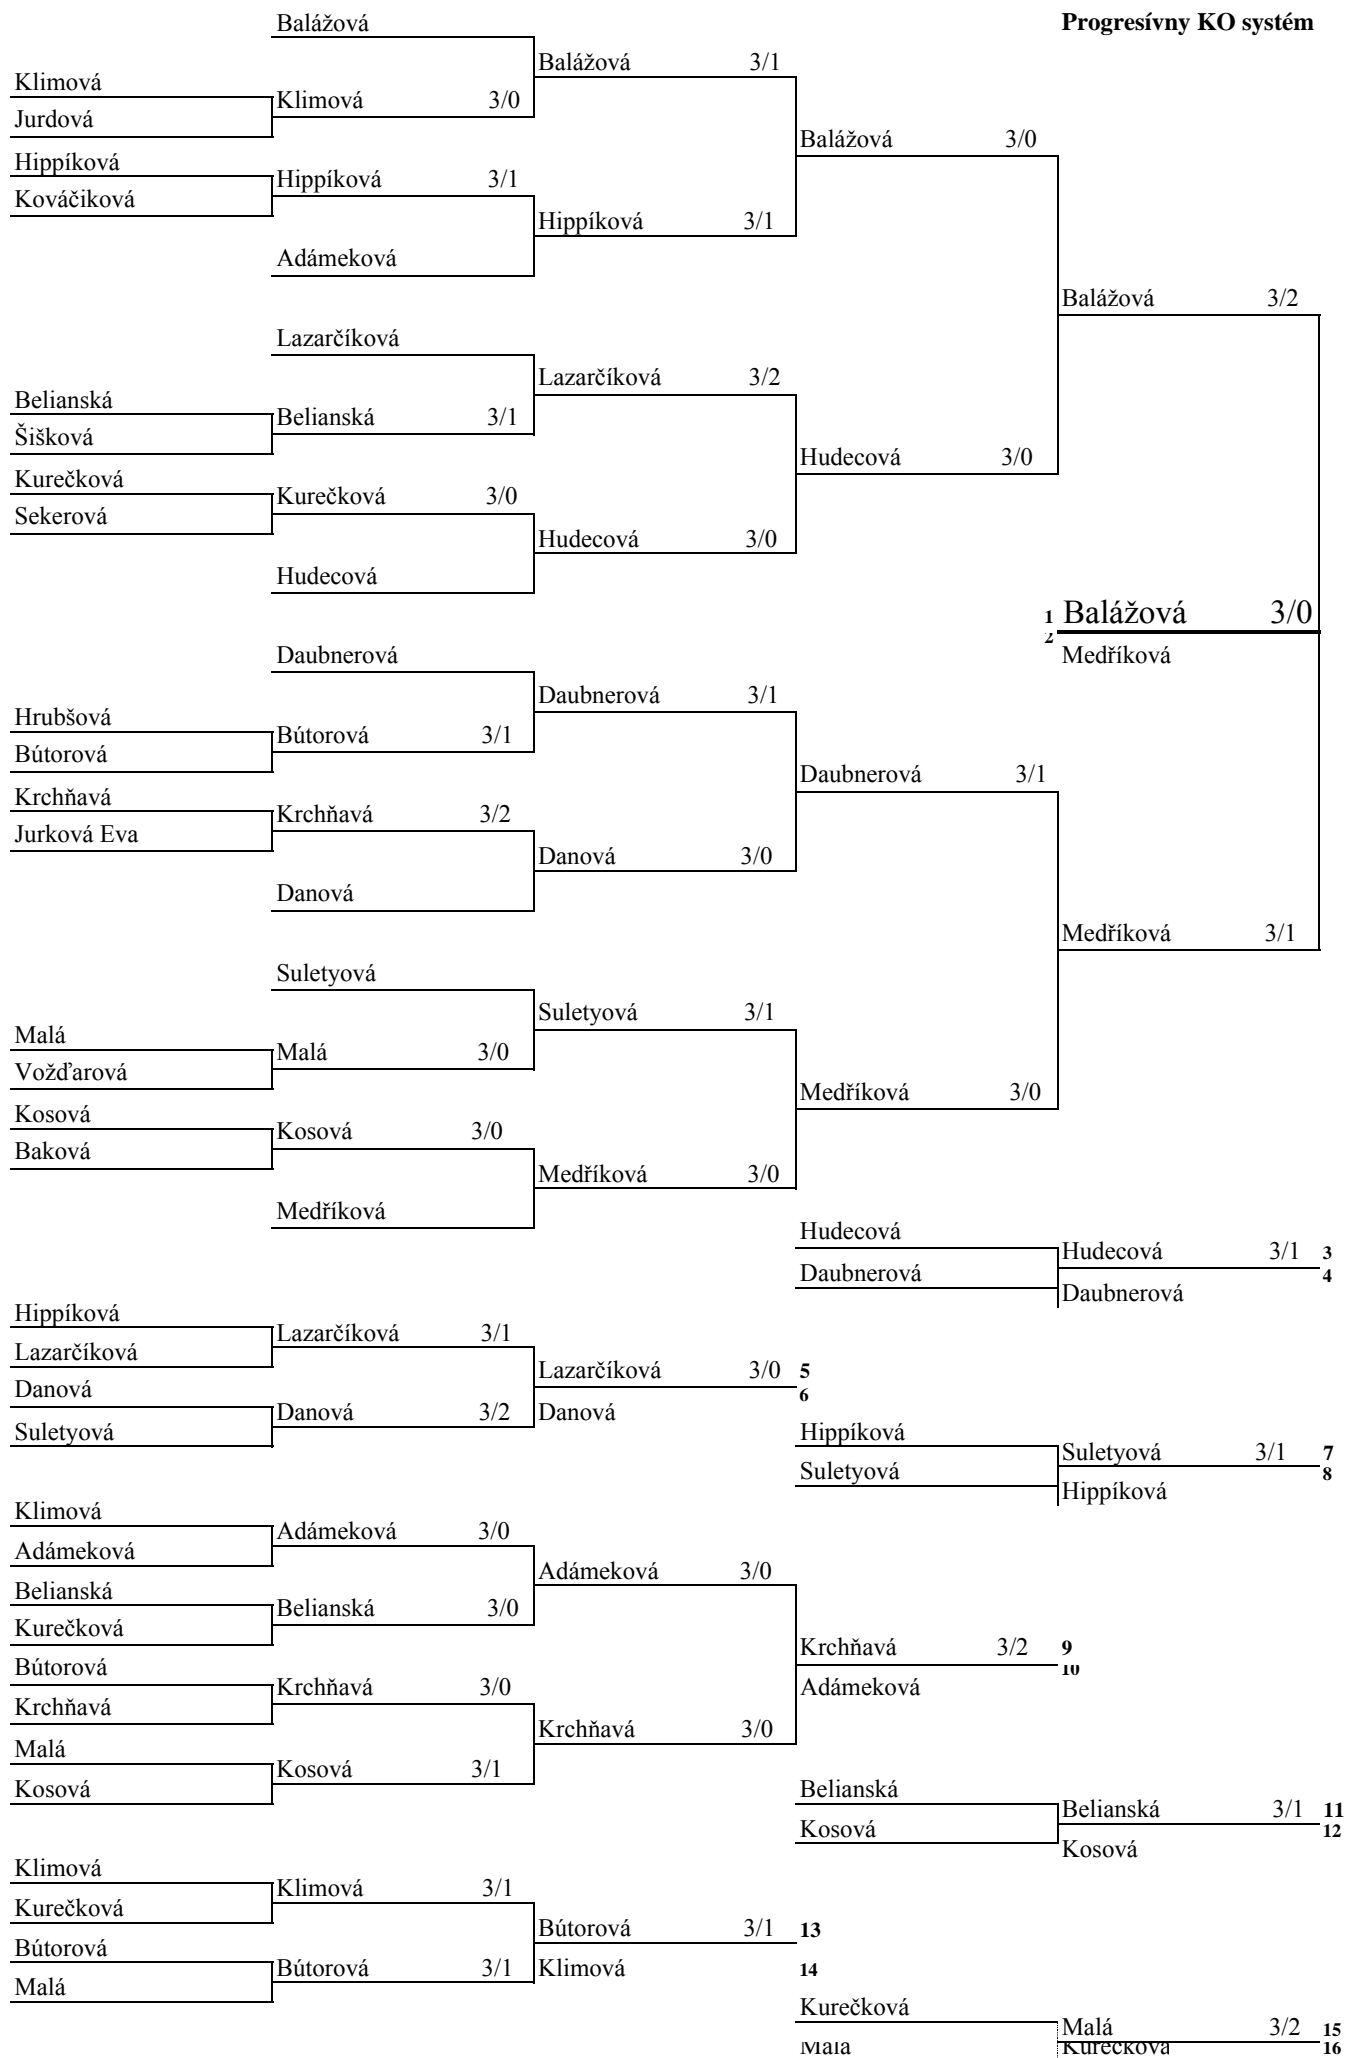 Balážová
Progresívny KO systém
Balážová 3/1
Klimová
Klimová 3/0
Jurdová
Balážová 3/0
Hippíková
Hippíková 3/1
Kováčiková
Hippíková 3/1
Adámeková
Balážová 3/2
Lazarčíková
Lazarčíková 3/2
Belianská
Belianská 3/1
Šišková
Hudecová 3/0
Kurečková
Kurečková 3/0
Sekerová
Hudecová 3/0
Hudecová
1 Balážová 3/0
2
Medříková
Daubnerová
Daubnerová 3/1
Hrubšová
Bútorová 3/1
Bútorová
Daubnerová 3/1
Krchňavá
Krchňavá 3/2
Jurková Eva
Danová 3/0
Danová
Medříková 3/1
Suletyová
Suletyová 3/1
Malá
Malá 3/0
Vožďarová
Medříková 3/0
Kosová
Kosová 3/0
Baková
Medříková 3/0
Medříková
Hudecová
Hudecová 3/1 3
Daubnerová
4
Daubnerová
Hippíková
Lazarčíková 3/1
Lazarčíková
Lazarčíková 3/0 5
Danová
6
Danová 3/2
Danová
Suletyová
Hippíková
Suletyová 3/1 7
Suletyová
8
Hippíková
Klimová
Adámeková 3/0
Adámeková
Adámeková 3/0
Belianská
Belianská 3/0
Kurečková
Krchňavá 3/2 9
Bútorová
10
Krchňavá 3/0
Adámeková
Krchňavá
Krchňavá 3/0
Malá
Kosová 3/1
Kosová
Belianská
Belianská 3/1 11
Kosová
12
Kosová
Klimová
Klimová 3/1
Kurečková
Bútorová 3/1 13
Bútorová
Bútorová 3/1
Klimová
14
Malá
Kurečková
Malá 3/2 15
Malá
Kurečková
16